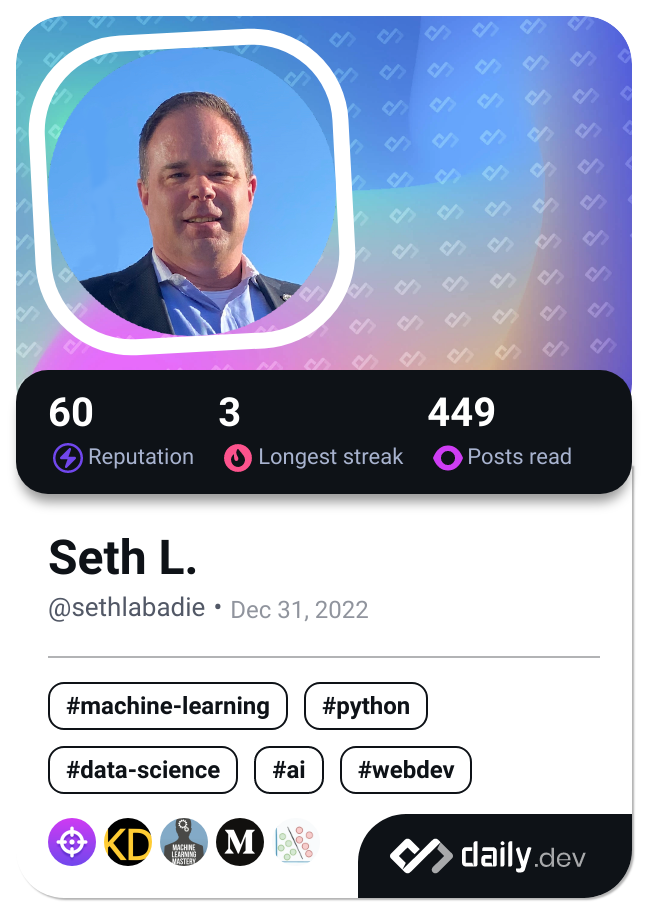 60 3 449
Reputation Longest streak Posts read
Seth L.
@sethlabadie • Dec 31, 2022
#machine-learning #python
#data-science #ai #webdev
KD MACHINE LEARNING MASTERY M
daily.dev